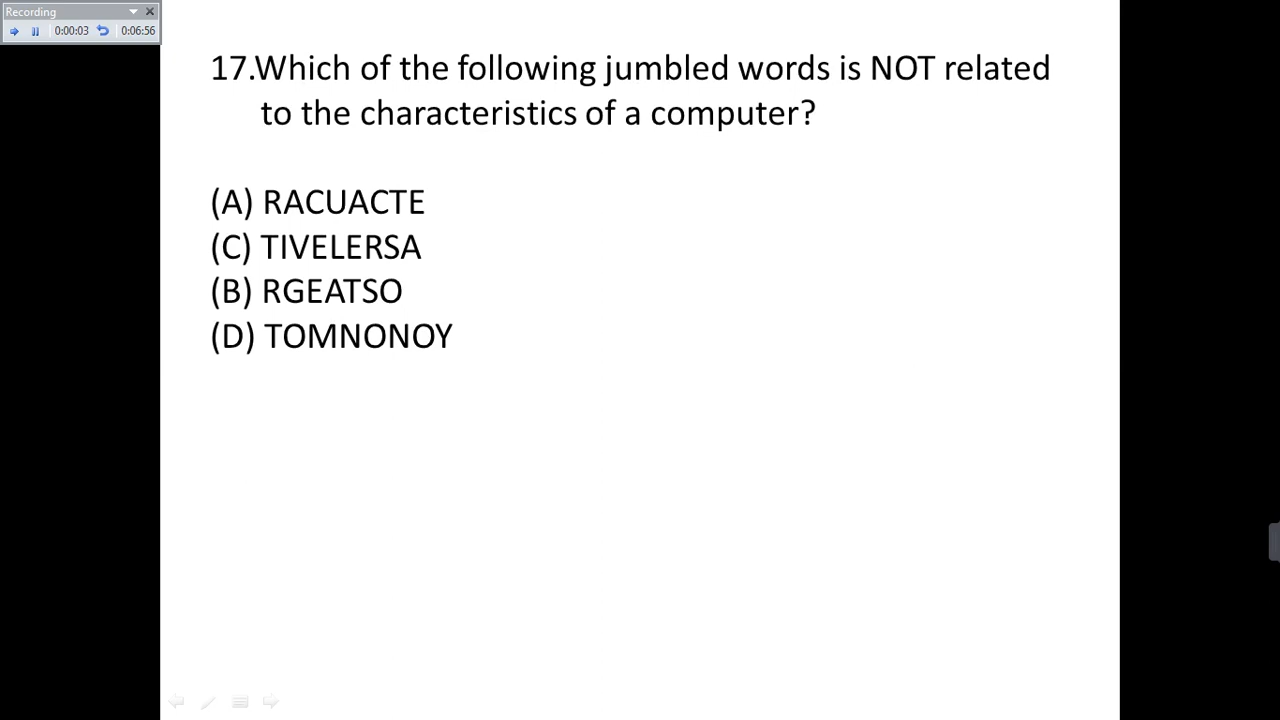 Recording
0:00:03 0:06:56
17.Which of the following jumbled words is NOT related
to the characteristics of a computer?
(A) RACUACTE
(C) TIVELERSA
(B) RGEATSO
(D) TOMNONOY